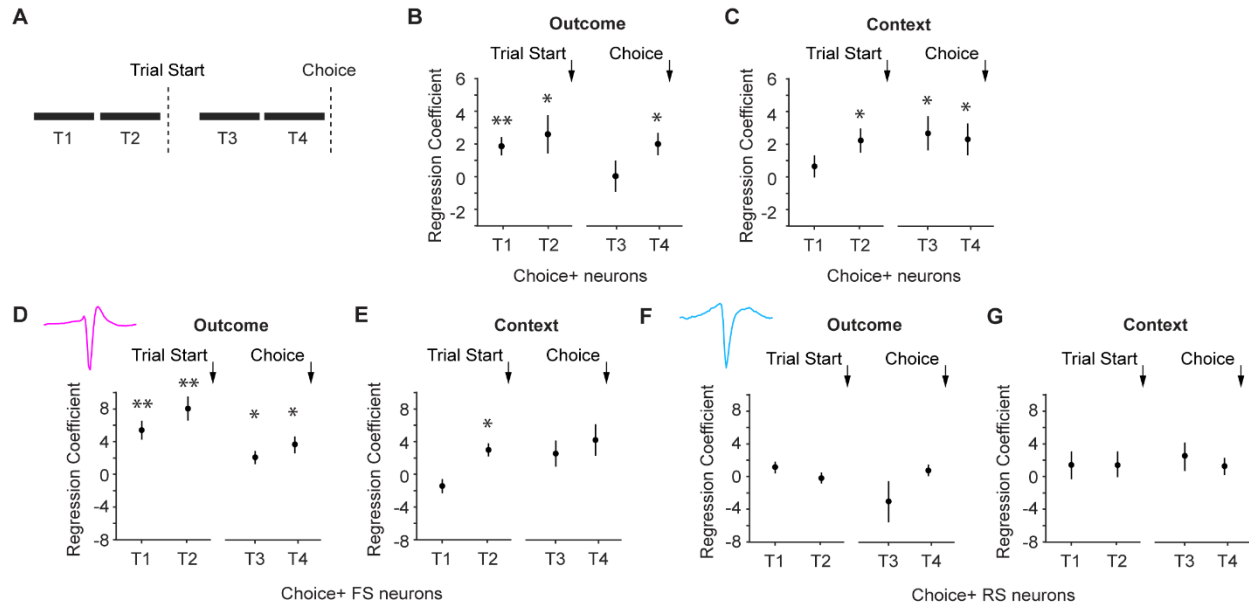 A
Trial Start
Choice
T1 T2 T3 T4
B
Outcome
Trial Start Choice
Regression Coefficient
6
4
2
0
-2
** * *
T1 T2 T3 T4
Choice+ neurons
C
Context
Trial Start Choice
Regression Coefficient
6
4
2
0
-2
* * *
T1 T2 T3 T4
Choice+ neurons
D
Outcome
Trial Start Choice
Regression Coefficient
8
4
0
-4
-8
** ** * *
T1 T2 T3 T4
E
Context
Trial Start Choice
Regression Coefficient
8
4
0
-4
-8
*
T1 T2 T3 T4
Choice+ FS neurons
F
Outcome
Trial Start Choice
Regression Coefficient
8
4
0
-4
-8
T1 T2 T3 T4
G
Context
Trial Start Choice
Regression Coefficient
8
4
0
-4
-8
T1 T2 T3 T4
Choice+ RS neurons